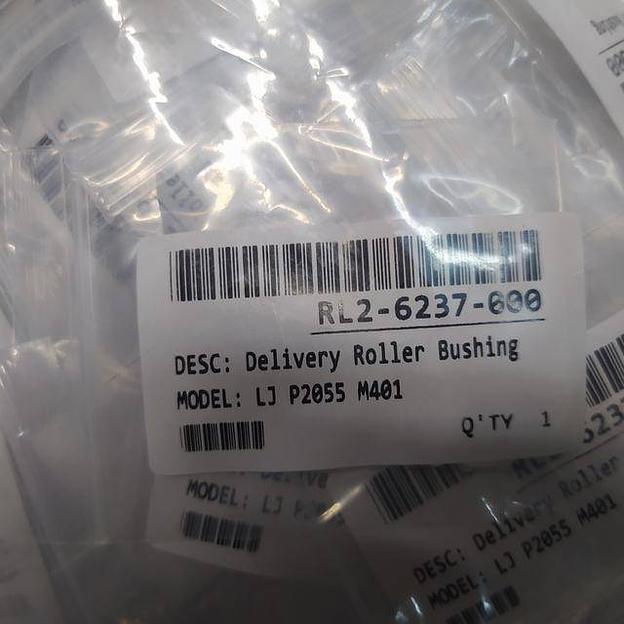 RL2-6237-000
DESC: Delivery Roller Bushing
MODEL: LJ P2055 M401
Q'TY 1
MODEL: LJ
DESC: Delivery Roller
MODEL: LJ P2055 M401